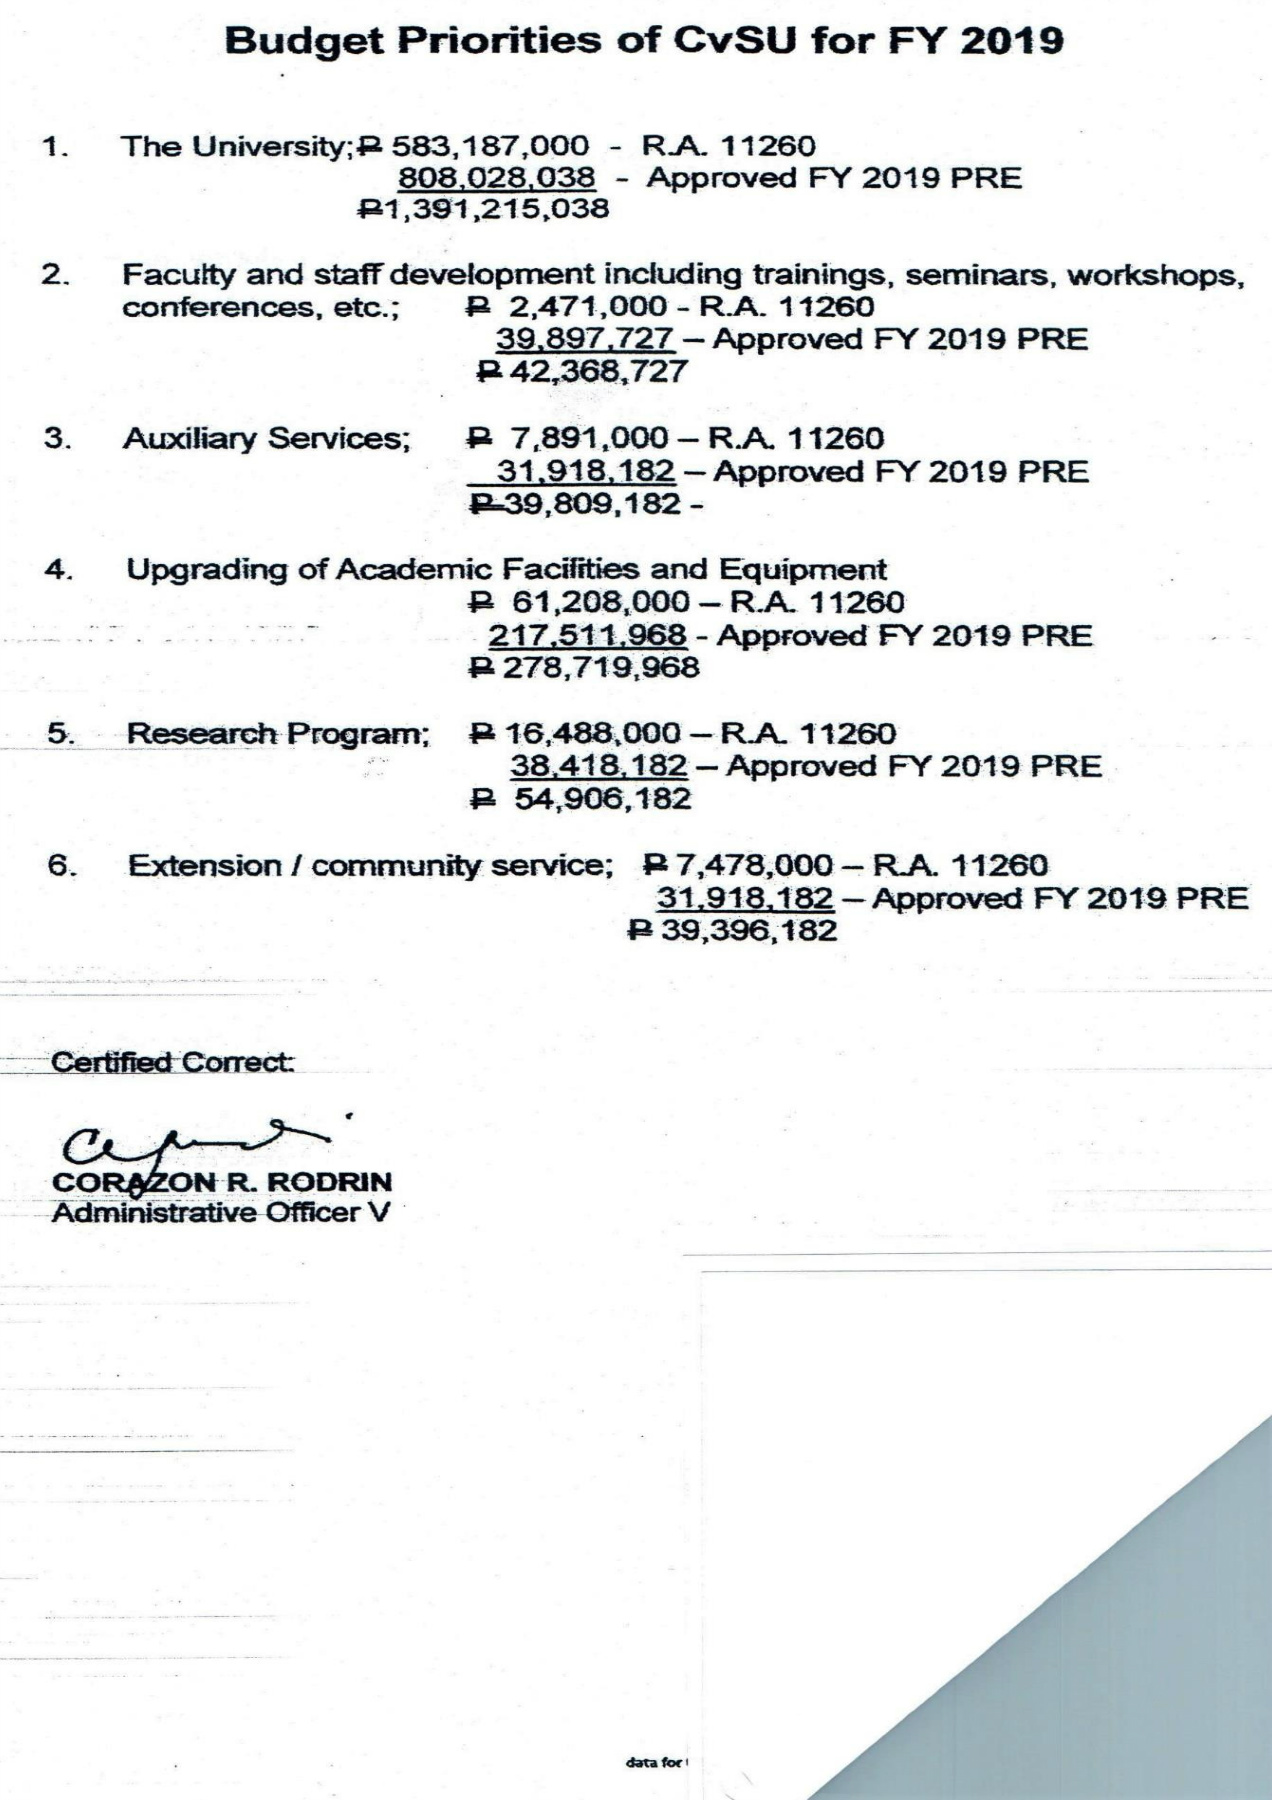 Budget Priorities of CvSU for FY 2019
1. The University; ₱ 583,187,000 - R.A. 11260
808,028,038 - Approved FY 2019 PRE
₱1,391,215,038
2. Faculty and staff development including trainings, seminars, workshops,
conferences, etc.; ₱ 2,471,000 - R.A. 11260
39,897,727 – Approved FY 2019 PRE
₱ 42,368,727
3. Auxiliary Services; ₱ 7,891,000 – R.A. 11260
31,918,182 – Approved FY 2019 PRE
₱ 39,809,182 -
4. Upgrading of Academic Facilities and Equipment
₱ 61,208,000 – R.A. 11260
217,511,968 - Approved FY 2019 PRE
₱ 278,719,968
5. Research Program; ₱ 16,488,000 – R.A. 11260
38,418,182 – Approved FY 2019 PRE
₱ 54,906,182
6. Extension / community service; ₱ 7,478,000 – R.A. 11260
31,918,182 – Approved FY 2019 PRE
₱ 39,396,182
Certified Correct:
CORAZON R. RODRIN
Administrative Officer V
data for